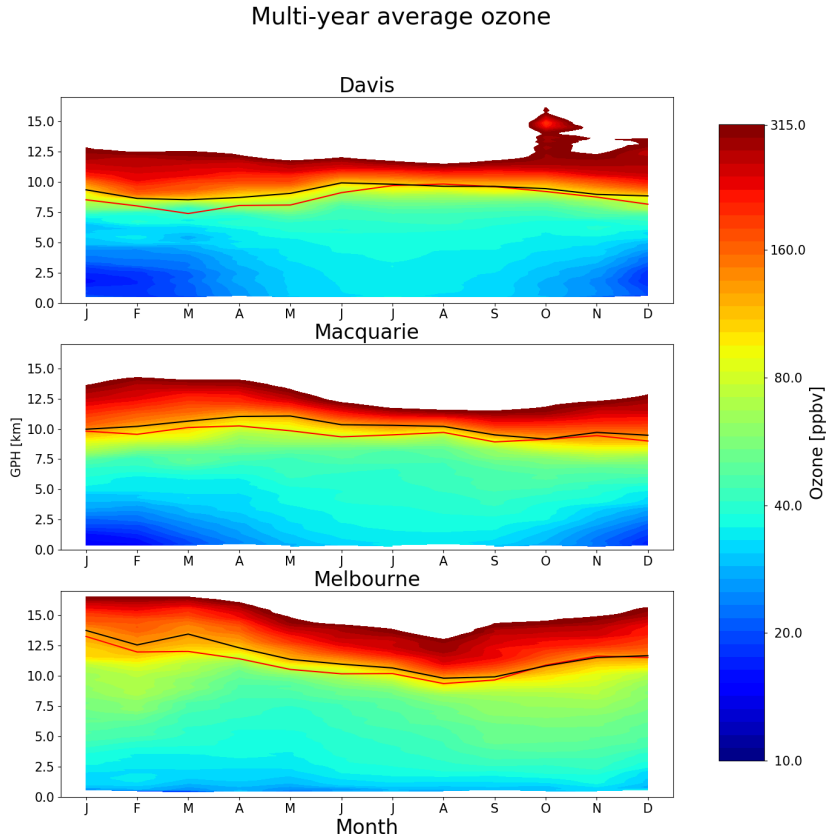 Multi-year average ozone
Davis
15.0
12.5
10.0
7.5
5.0
2.5
0.0
J F M A M J J A S O N D
Macquarie
GPH [km]
15.0
12.5
10.0
7.5
5.0
2.5
0.0
J F M A M J J A S O N D
Melbourne
15.0
12.5
10.0
7.5
5.0
2.5
0.0
J F M A M J J A S O N D
Month
315.0
160.0
80.0
40.0
20.0
10.0
Ozone [ppbv]